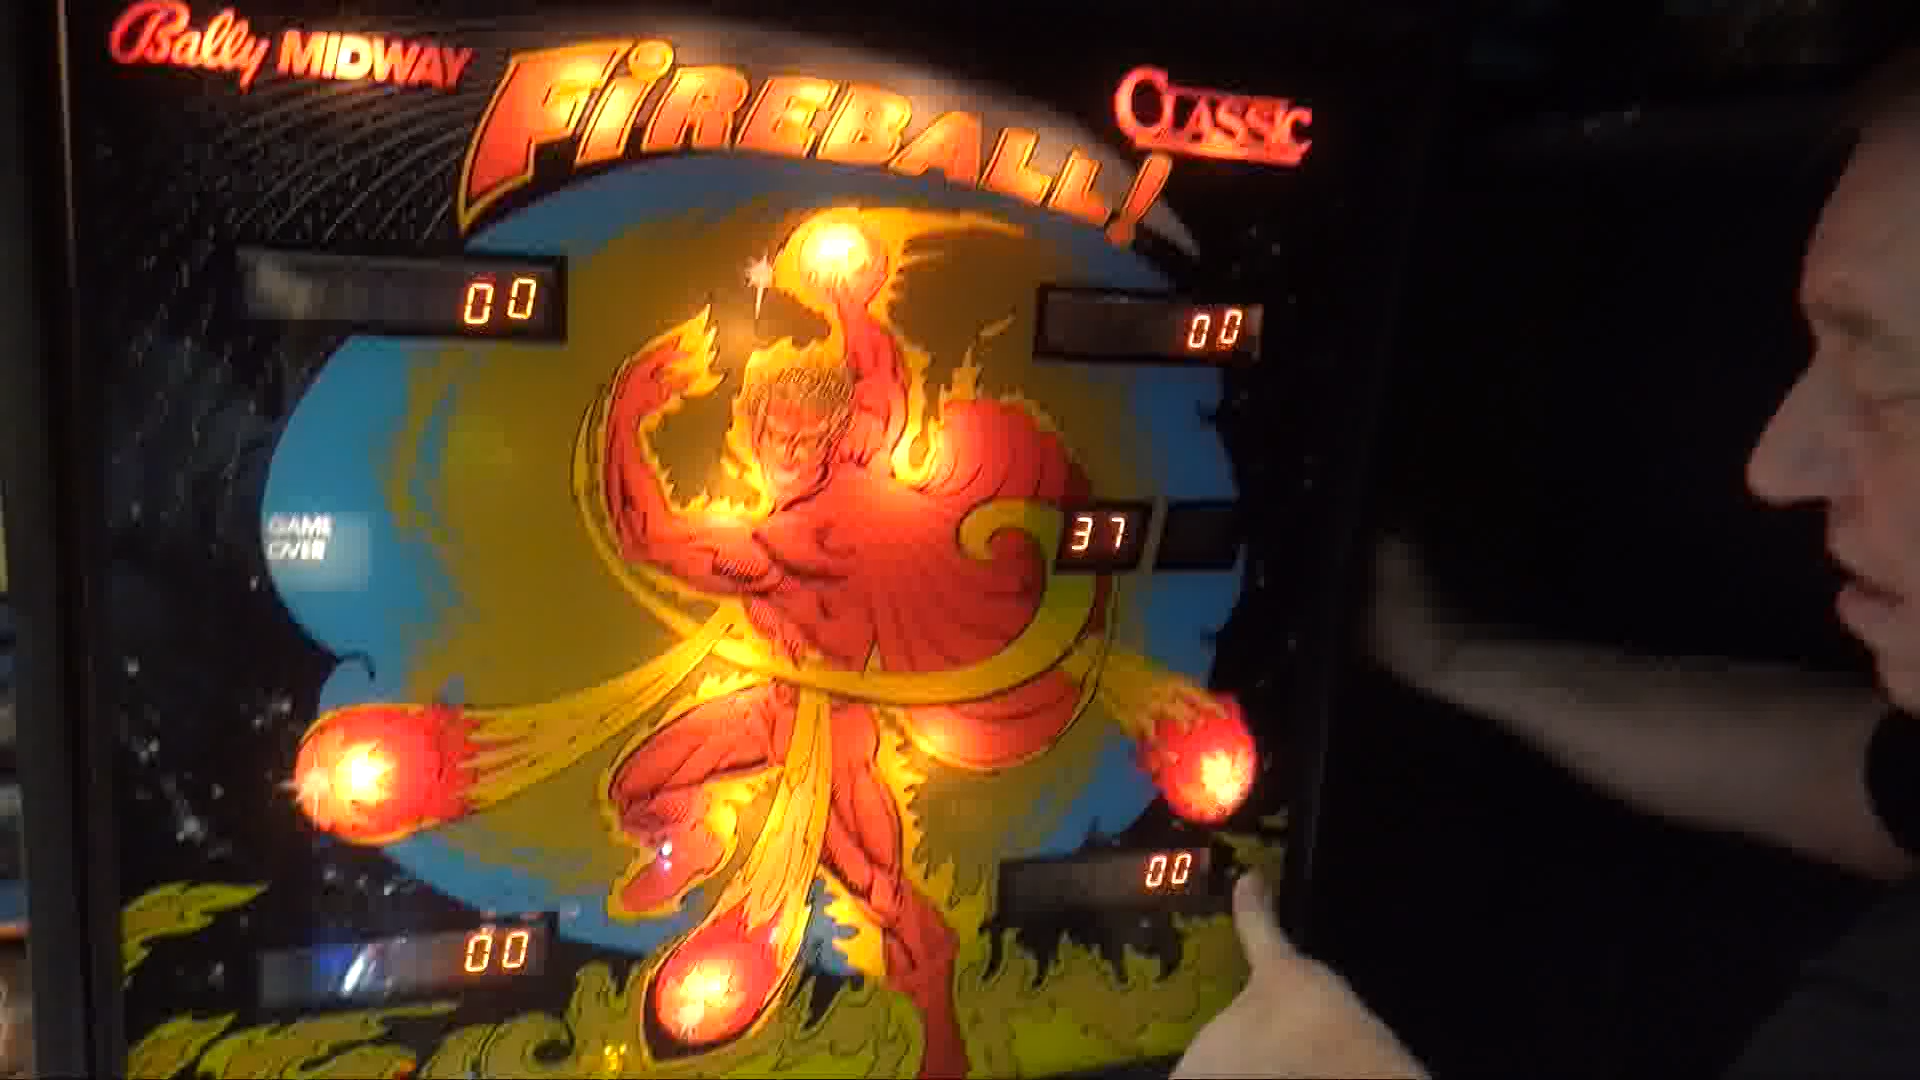 Bally MIDWAY
FIREBALL!
CLASSIC
00
00
GAME
OVER
37
00
00